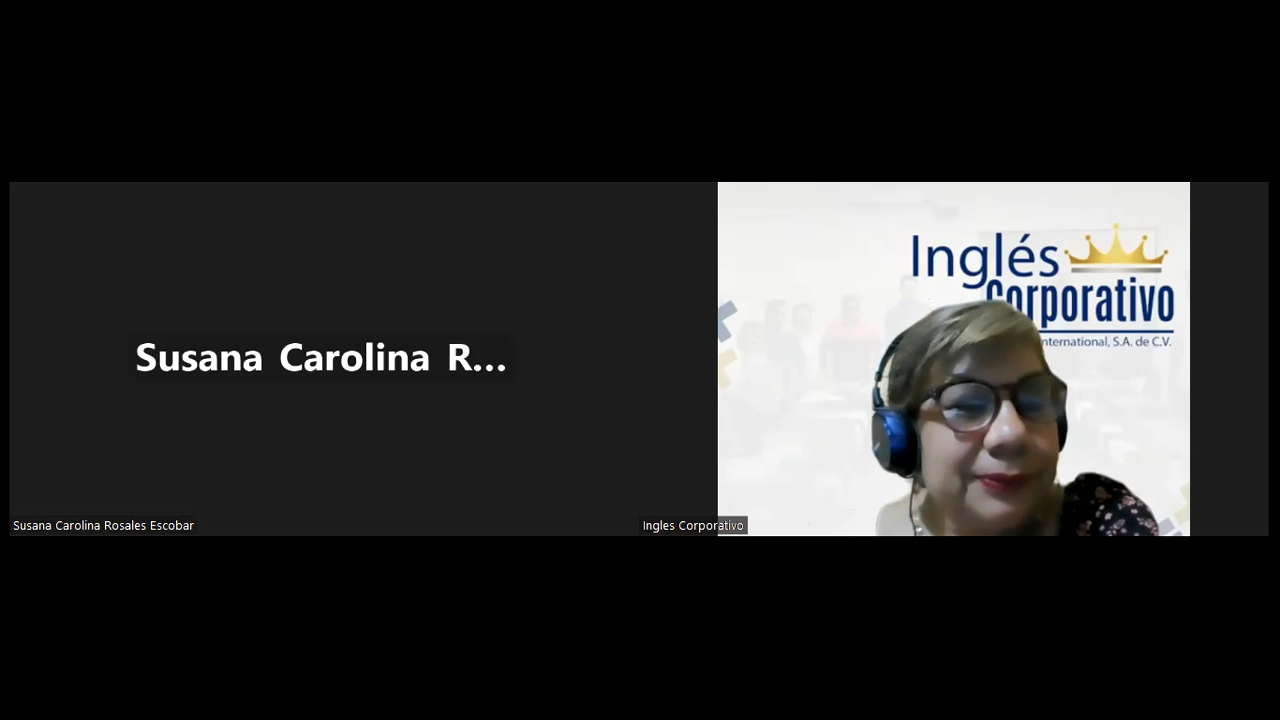 Susana Carolina R...
Susana Carolina Rosales Escobar
Inglés
Corporativo
International, S.A. de C.V.
Ingles Corporativo